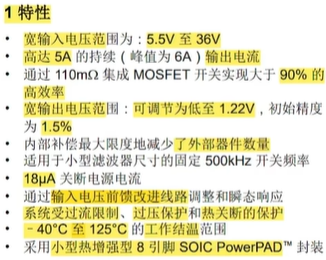 1 特性
• 宽输入电压范围为：5.5V 至 36V
• 高达 5A 的持续（峰值为 6A）输出电流
• 通过 110mΩ 集成 MOSFET 开关实现大于 90% 的
高效率
• 宽输出电压范围：可调节为低至 1.22V，初始精度
为 1.5%
• 内部补偿最大限度地减少了外部器件数量
• 适用于小型滤波器尺寸的固定 500kHz 开关频率
• 18μA 关断电源电流
• 通过输入电压前馈改进线路调整和瞬态响应
• 系统受过流限制、过压保护和热关断的保护
• –40°C 至 125°C 的工作结温范围
• 采用小型热增强型 8 引脚 SOIC PowerPAD™ 封装